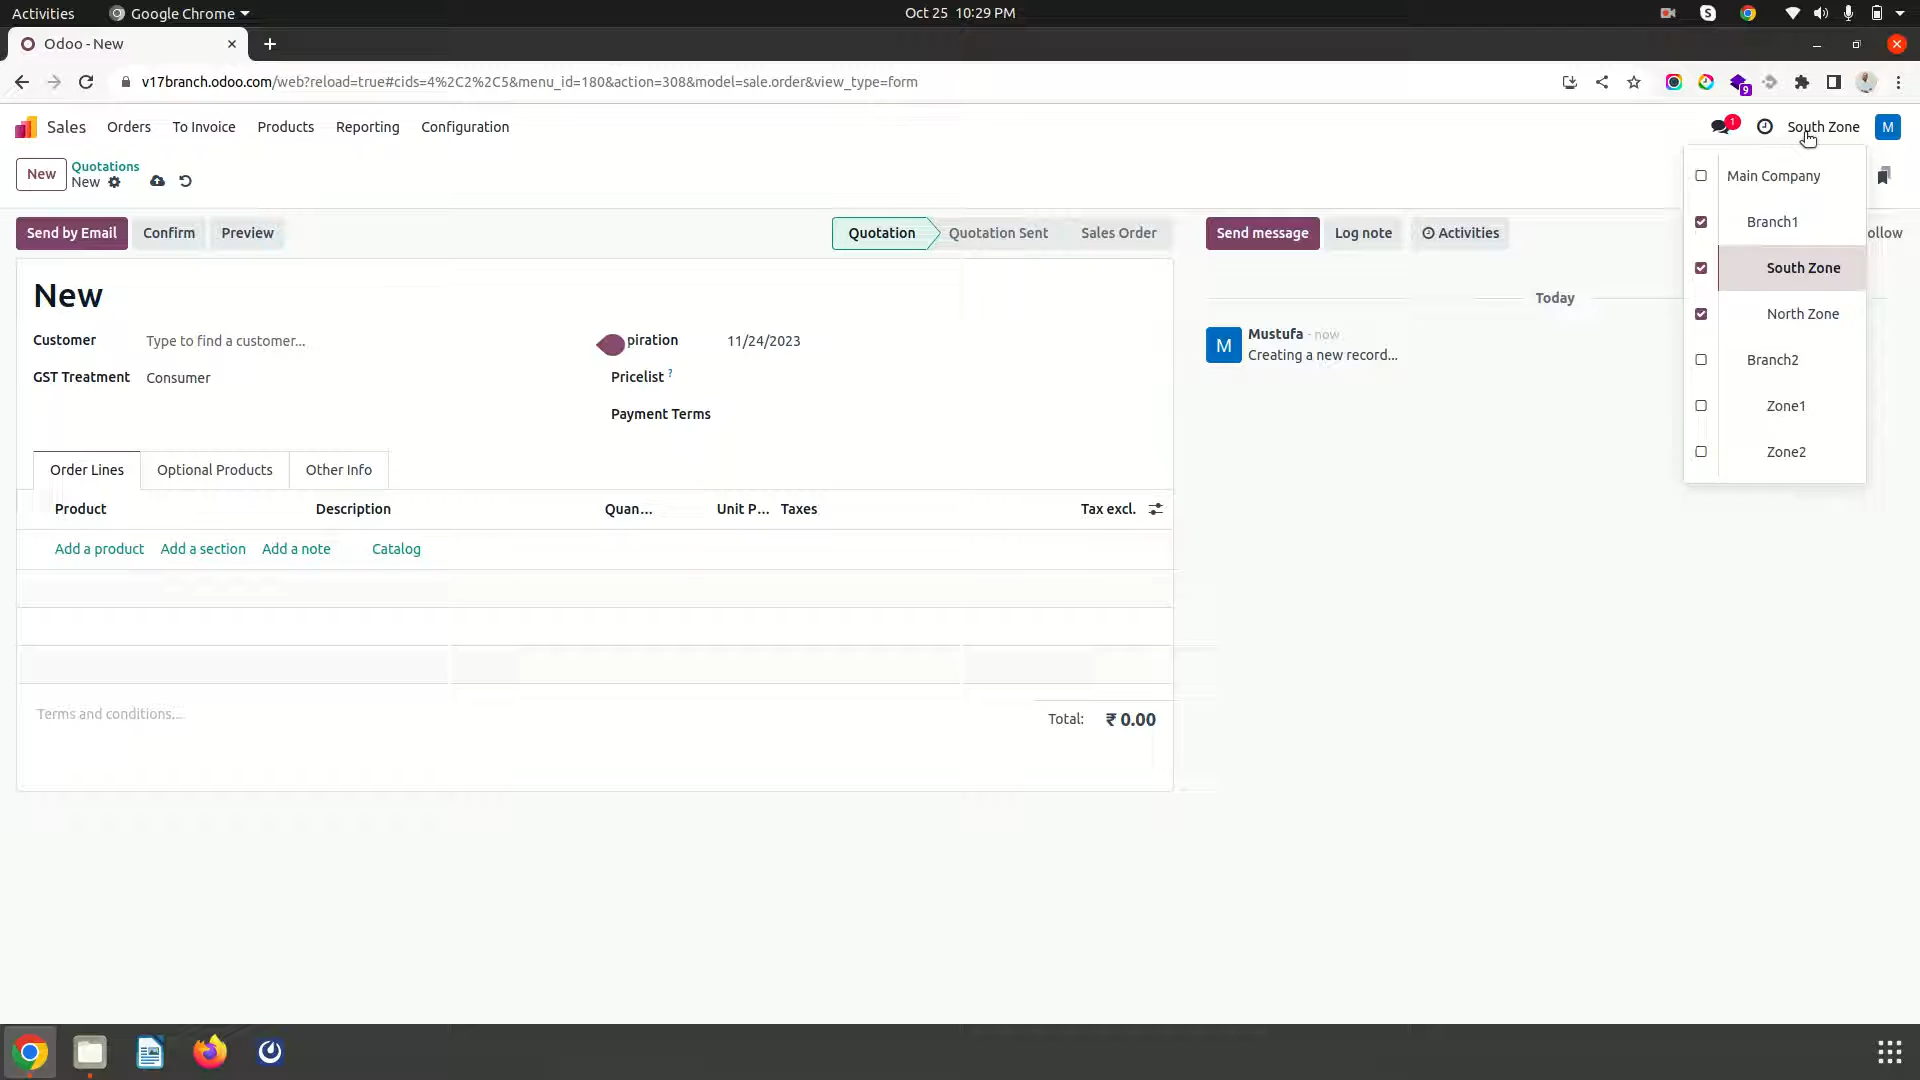 Activities Google Chrome Oct 25 10:29 PM S
Odoo - New
v17branch.odoo.com/web?reload=true#cids=4%2C2%2C5&menu_id=180&action=308&model=sale.order&view_type=form 9
Sales Orders To Invoice Products Reporting Configuration 1 South Zone M
New Quotations
New
Main Company
Branch1
South Zone
North Zone
Branch2
Zone1
Zone2
Send by Email Confirm Preview Quotation Quotation Sent Sales Order Send message Log note Activities ollow
New
Customer Type to find a customer... piration 11/24/2023
GST Treatment Consumer Pricelist ?
Payment Terms
Today
M Mustufa - now
Creating a new record...
Order Lines Optional Products Other Info
Product Description Quan... Unit P... Taxes Tax excl.
Add a product Add a section Add a note Catalog
Terms and conditions... Total: ₹ 0.00